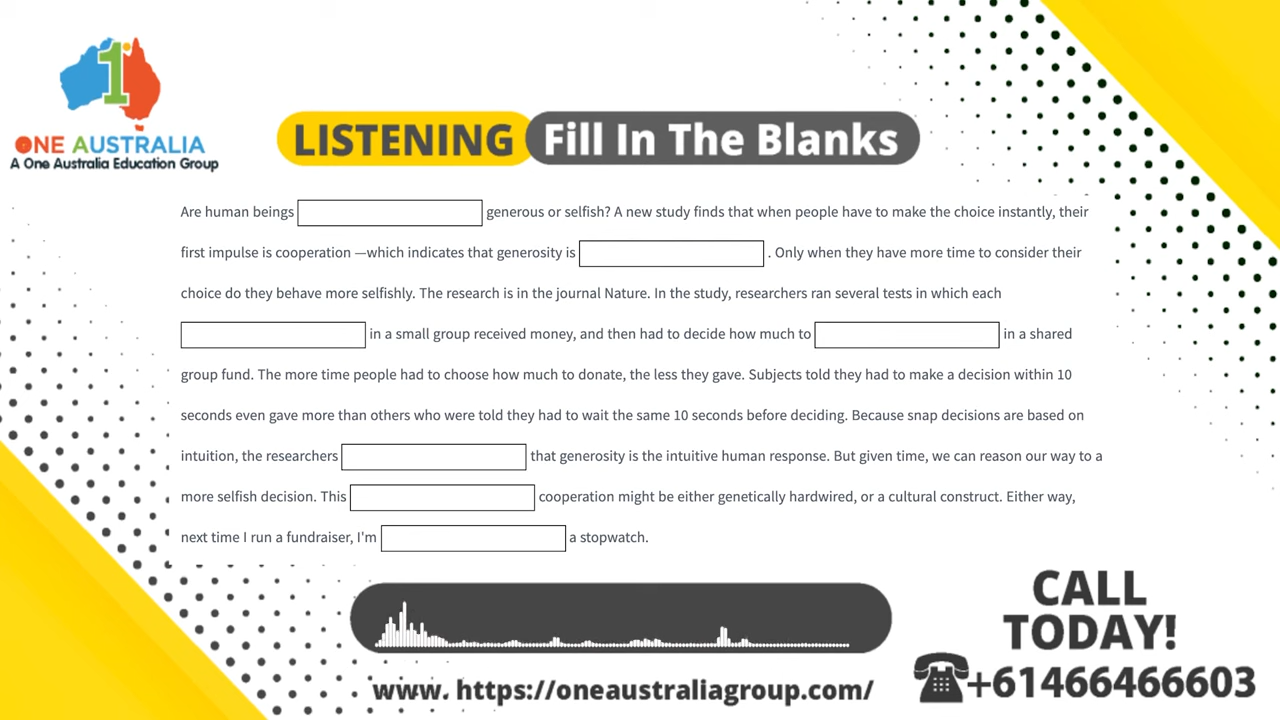 1
ONE AUSTRALIA
A One Australia Education Group
LISTENING Fill In The Blanks
Are human beings generous or selfish? A new study finds that when people have to make the choice instantly, their
first impulse is cooperation —which indicates that generosity is . Only when they have more time to consider their
choice do they behave more selfishly. The research is in the journal Nature. In the study, researchers ran several tests in which each
in a small group received money, and then had to decide how much to in a shared
group fund. The more time people had to choose how much to donate, the less they gave. Subjects told they had to make a decision within 10
seconds even gave more than others who were told they had to wait the same 10 seconds before deciding. Because snap decisions are based on
intuition, the researchers that generosity is the intuitive human response. But given time, we can reason our way to a
more selfish decision. This cooperation might be either genetically hardwired, or a cultural construct. Either way,
next time I run a fundraiser, I'm a stopwatch.
CALL
TODAY!
+61466466603
www. https://oneaustraliagroup.com/